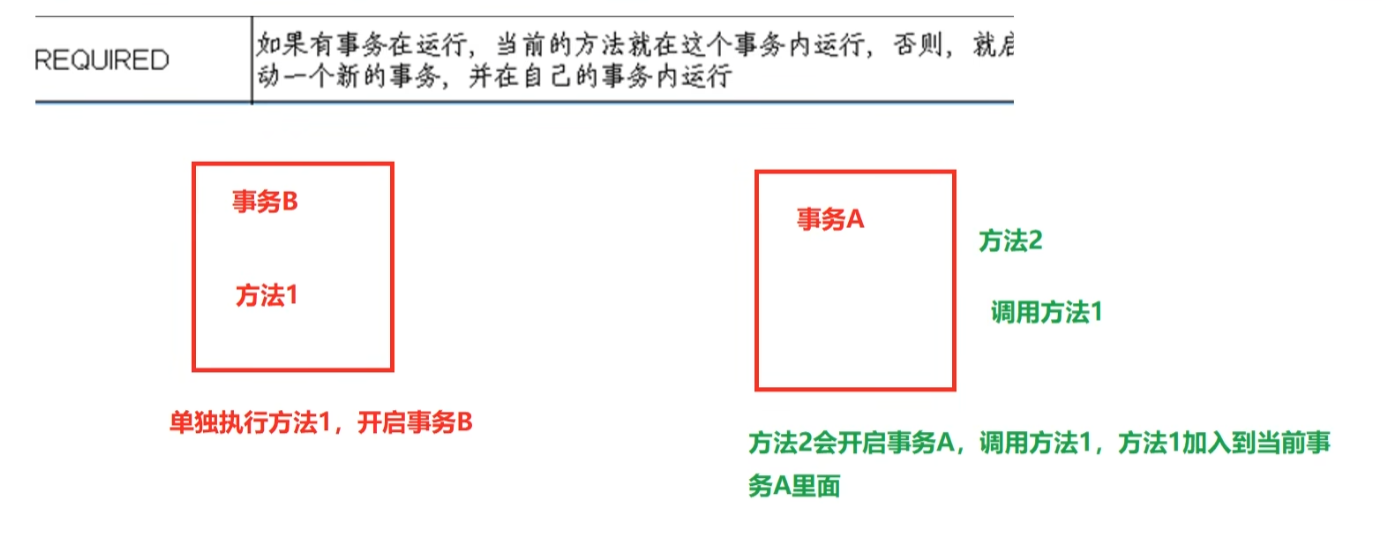 REQUIRED
如果有事务在运行，当前的方法就在这个事务内运行，否则，就启
动一个新的事务，并在自己的事务内运行
事务B
方法1
单独执行方法1，开启事务B
事务A
方法2
调用方法1
方法2会开启事务A，调用方法1，方法1加入到当前事
务A里面